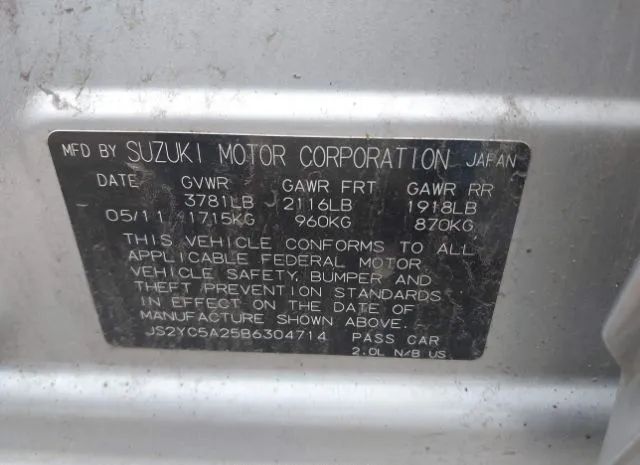 MFD BY SUZUKI MOTOR CORPORATION JAPAN
DATE GVWR GAWR FRT GAWR RR
3781LB 2116LB 1918LB
05/11 1715KG 960KG 870KG
THIS VEHICLE CONFORMS TO ALL
APPLICABLE FEDERAL MOTOR
VEHICLE SAFETY, BUMPER AND
THEFT PREVENTION STANDARDS
IN EFFECT ON THE DATE OF
MANUFACTURE SHOWN ABOVE.
JS2YC5A25B6304714 PASS CAR
2.0L N/B US